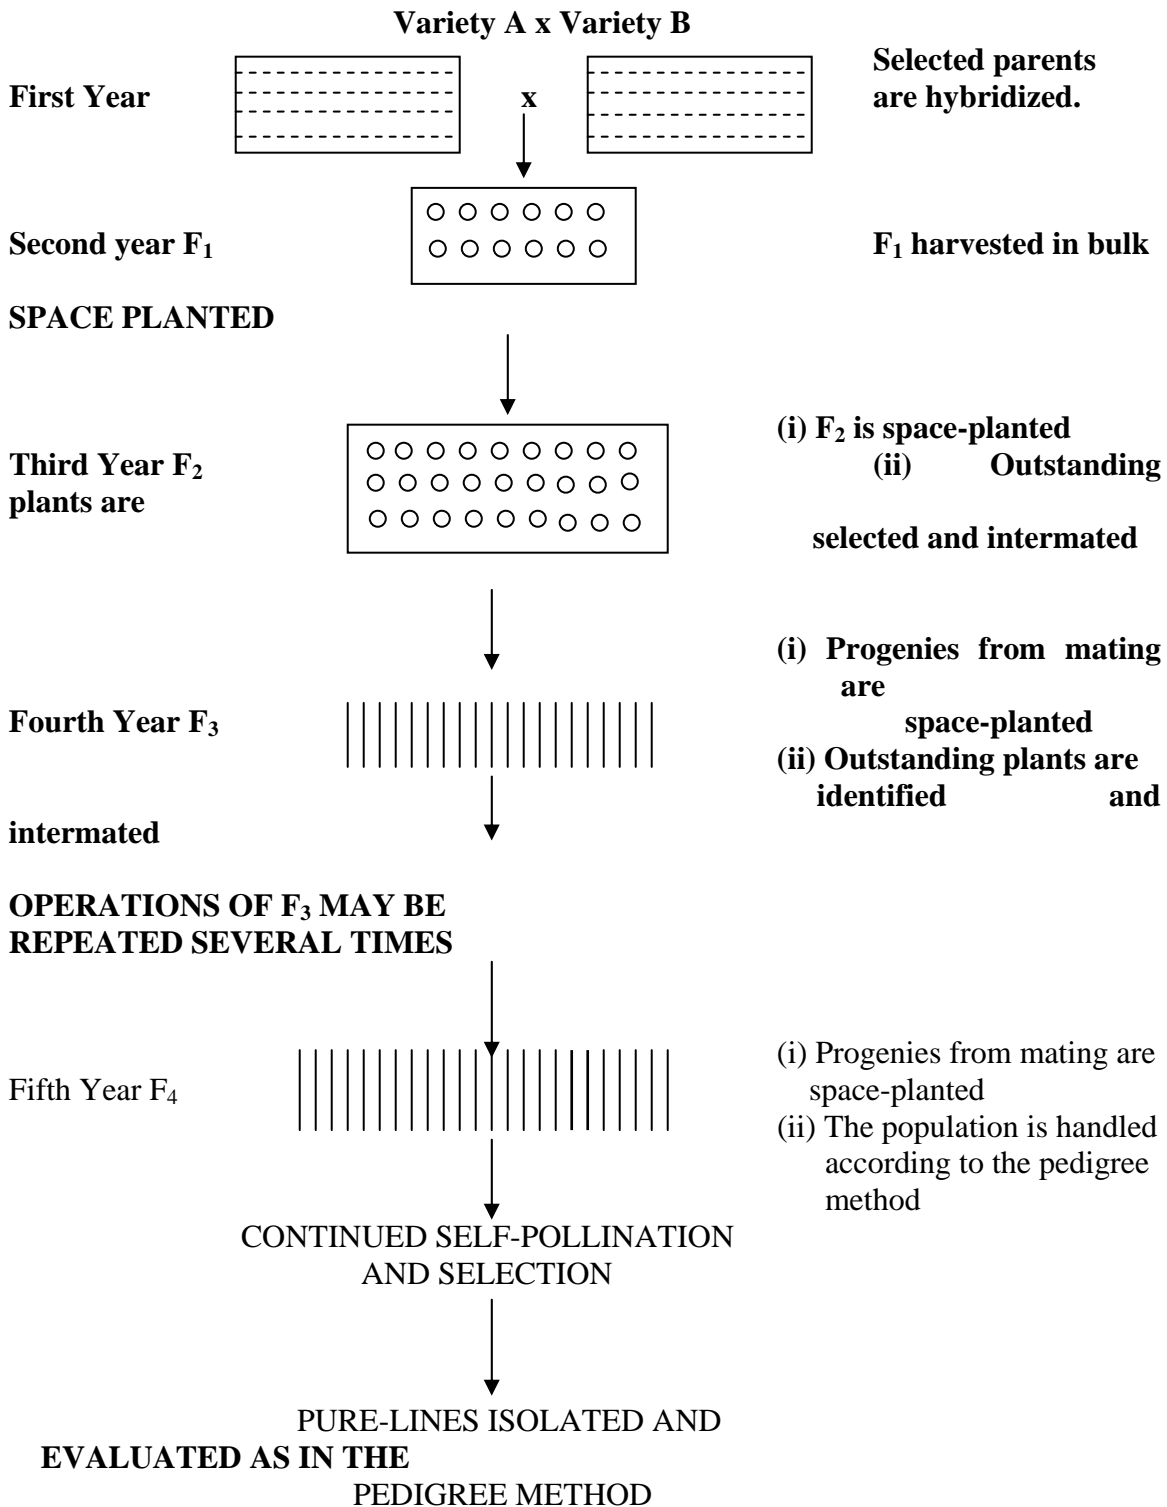 Variety A x Variety B
Selected parents
First Year x are hybridized.
Second year F₁ F₁ harvested in bulk
SPACE PLANTED
(i) F₂ is space-planted
Third Year F₂ (ii) Outstanding
plants are
selected and intermated
(i) Progenies from mating
are
Fourth Year F₃ space-planted
(ii) Outstanding plants are
identified and
intermated
OPERATIONS OF F₃ MAY BE
REPEATED SEVERAL TIMES
(i) Progenies from mating are
Fifth Year F₄ space-planted
(ii) The population is handled
according to the pedigree
method
CONTINUED SELF-POLLINATION
AND SELECTION
PURE-LINES ISOLATED AND
EVALUATED AS IN THE
PEDIGREE METHOD